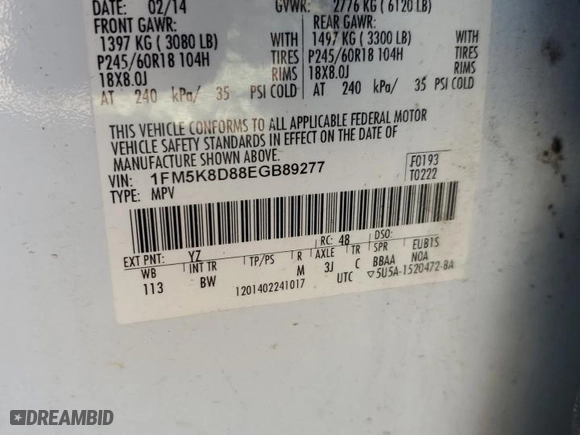 DATE: 02/14 GVWR: 2776 KG ( 6120 LB)
FRONT GAWR: REAR GAWR:
1397 KG ( 3080 LB) WITH 1497 KG ( 3300 LB) WITH
P245/60R18 104H TIRES P245/60R18 104H TIRES
18X8.0J RIMS 18X8.0J RIMS
AT 240 kPa/ 35 PSI COLD AT 240 kPa/ 35 PSI COLD
THIS VEHICLE CONFORMS TO ALL APPLICABLE FEDERAL MOTOR
VEHICLE SAFETY STANDARDS IN EFFECT ON THE DATE OF
MANUFACTURE SHOWN ABOVE.
VIN: 1FM5K8D88EGB89277 F0193
TYPE: MPV T0222
EXT PNT: YZ RC: 48 DSO:
WB INT TR TP/PS R AXLE TR SPR EUB1S
113 BW M 3J C BBAA NOA
1201402241017 UTC ▽5U5A-1520472-BA
DREAMBID